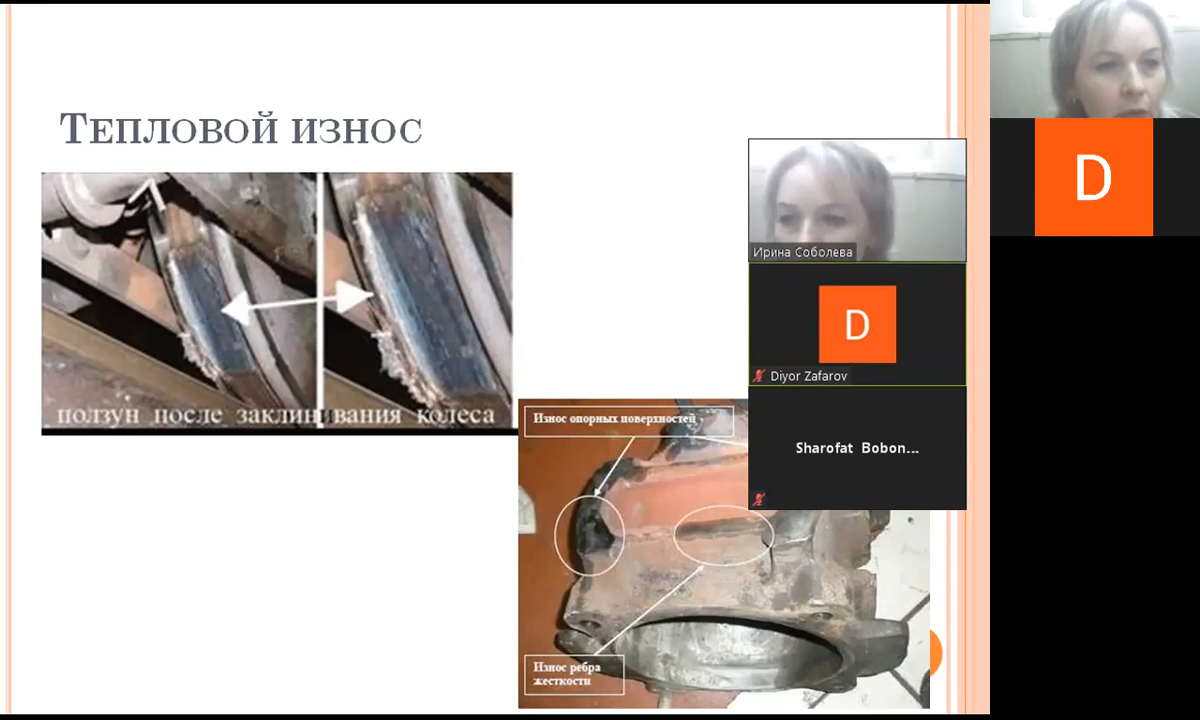 Тепловой износ
ползун после заклинивания колеса
Износ опорных поверхностей
Износ ребра
жесткости
Ирина Соболева
D
Diyor Zafarov
Sharofat Bobon...
D